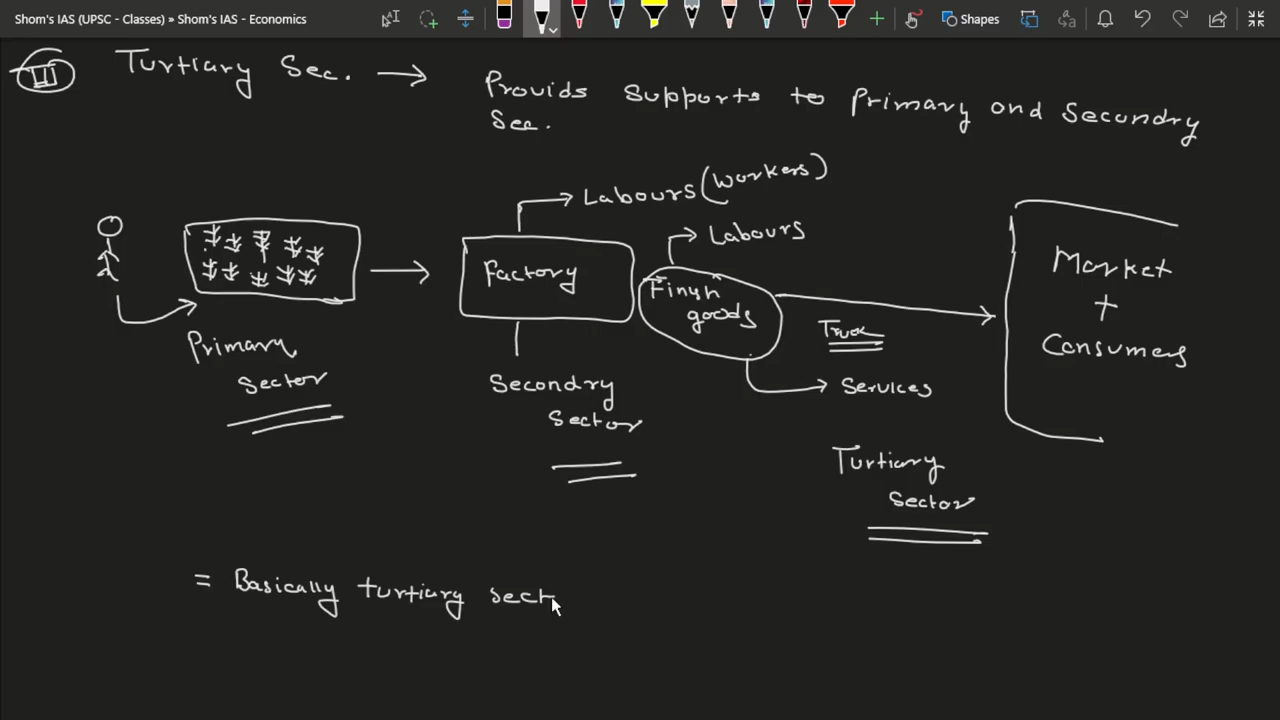 Shom's IAS (UPSC - Classes) » Shom's IAS - Economics
Shapes
III Turtiary Sec. → Provids supports to Primary and Secondry
Sec.
Labours (Workers)
Labours
Factory
Finish
goods
Market
+
Consumers
Truck
Services
Primary
Sector
Secondry
Sector
Turtiary
Sector
= Basically turtiary sect